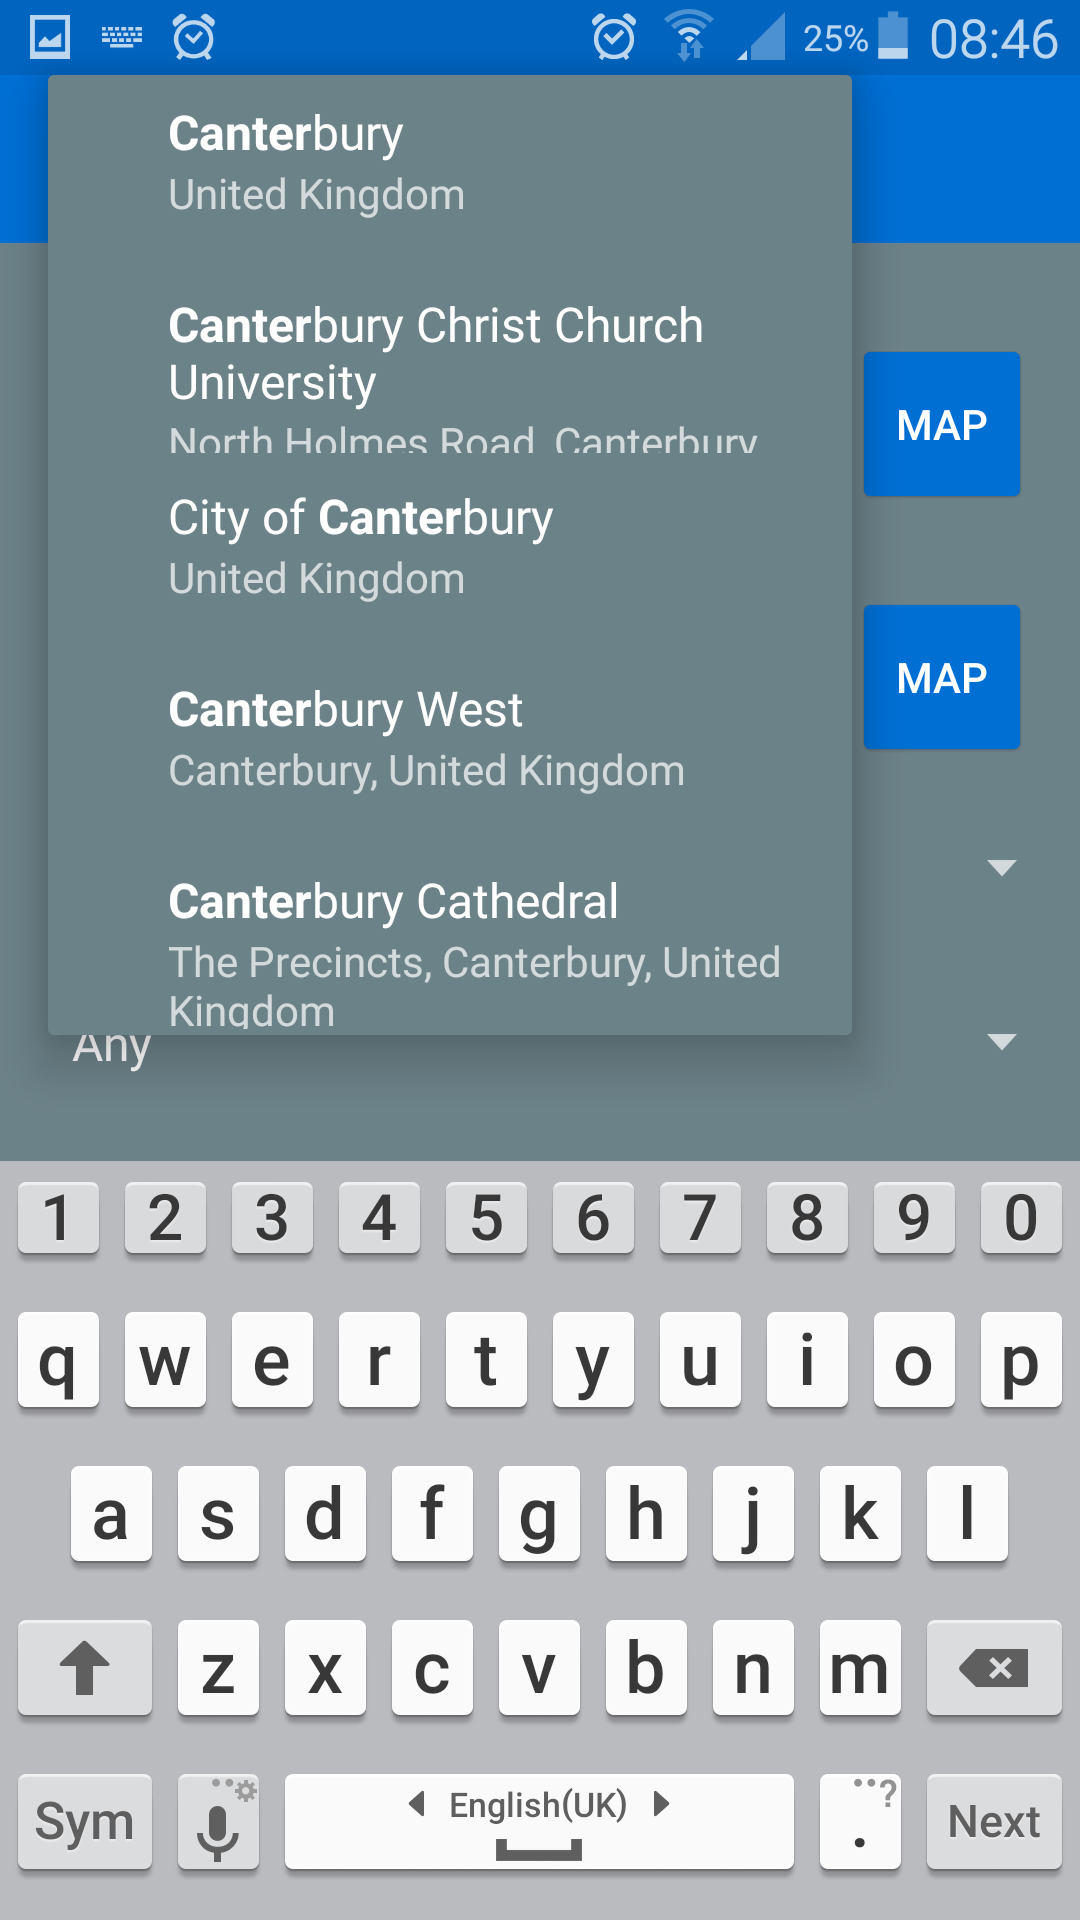 25% 08:46
Canterbury
United Kingdom
Canterbury Christ Church
University
North Holmes Road, Canterbury
MAP
City of Canterbury
United Kingdom
MAP
Canterbury West
Canterbury, United Kingdom
Canterbury Cathedral
The Precincts, Canterbury, United
Kingdom
Any
1 2 3 4 5 6 7 8 9 0
q w e r t y u i o p
a s d f g h j k l
z x c v b n m
Sym English(UK) . ? Next